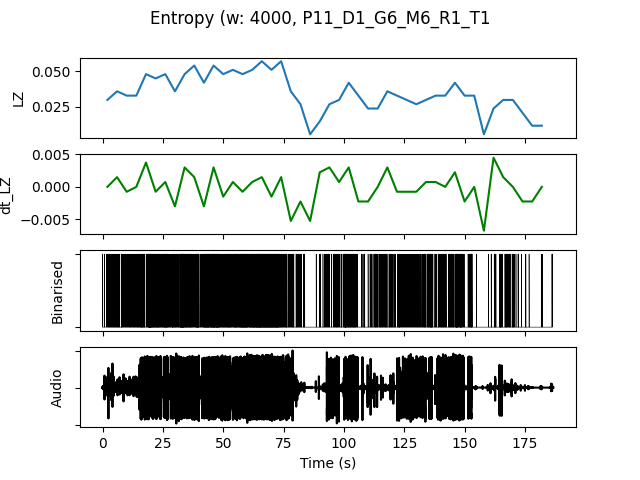 Entropy (w: 4000, P11_D1_G6_M6_R1_T1
0.050
0.025
LZ
0.005
0.000
−0.005
dt_LZ
Binarised
Audio
0 25 50 75 100 125 150 175
Time (s)